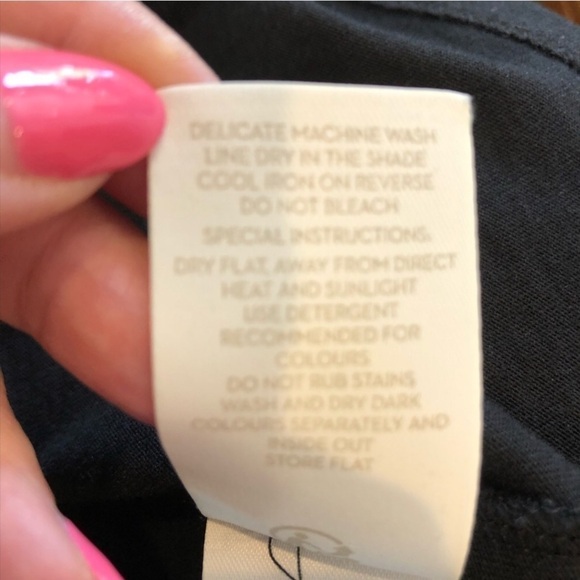 DELICATE MACHINE WASH
LINE DRY IN THE SHADE
COOL IRON ON REVERSE
DO NOT BLEACH
SPECIAL INSTRUCTIONS:
DRY FLAT, AWAY FROM DIRECT
HEAT AND SUNLIGHT
USE DETERGENT
RECOMMENDED FOR
COLOURS
DO NOT RUB STAINS
WASH AND DRY DARK
COLOURS SEPARATELY AND
INSIDE OUT
STORE FLAT